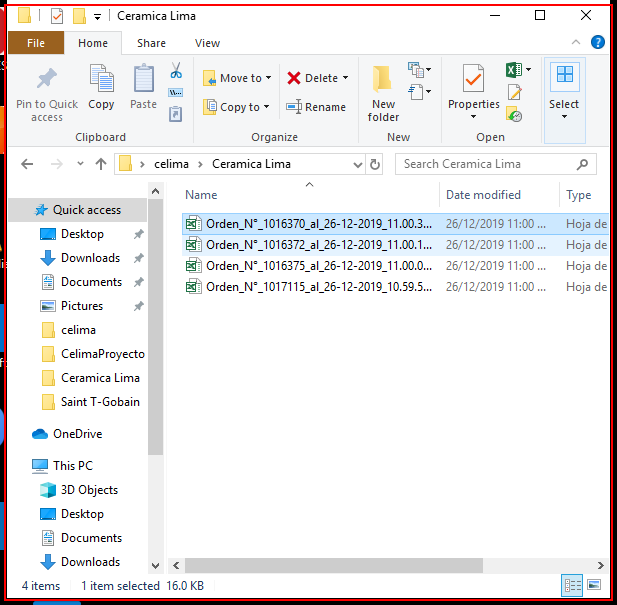 Ceramica Lima
File Home Share View
Pin to Quick access
Copy
Paste
Move to
Copy to
Delete
Rename
New folder
Properties
Select
Clipboard Organize New Open
celima Ceramica Lima
Search Ceramica Lima
Name Date modified Type
Orden_N°_1016370_al_26-12-2019_11.00.3... 26/12/2019 11:00 ... Hoja de
Orden_N°_1016372_al_26-12-2019_11.00.1... 26/12/2019 11:00 ... Hoja de
Orden_N°_1016375_al_26-12-2019_11.00.0... 26/12/2019 11:00 ... Hoja de
Orden_N°_1017115_al_26-12-2019_10.59.5... 26/12/2019 11:00 ... Hoja de
Quick access
Desktop
Downloads
Documents
Pictures
celima
CelimaProyecto
Ceramica Lima
Saint T-Gobain
OneDrive
This PC
3D Objects
Desktop
Documents
Downloads
4 items 1 item selected 16.0 KB